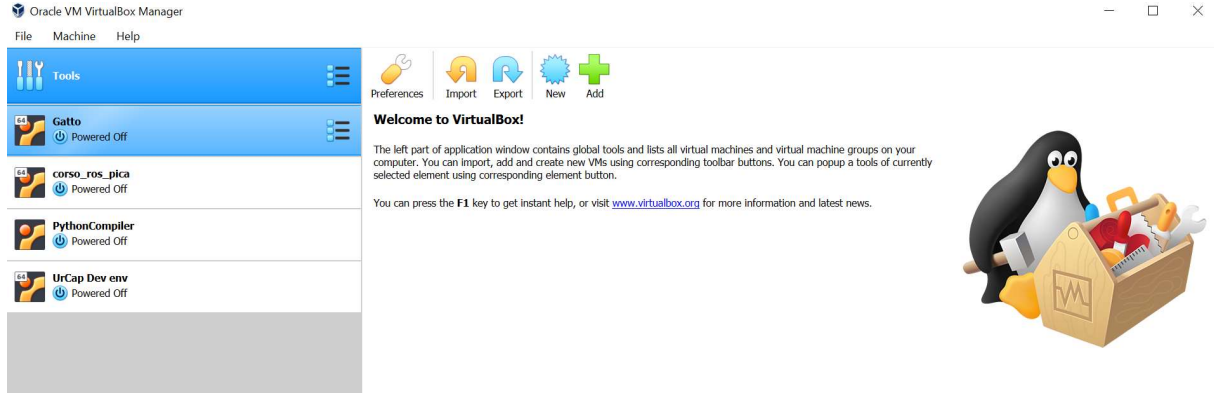 Oracle VM VirtualBox Manager
File Machine Help
Tools
Preferences Import Export New Add
64
Gatto
Powered Off
64
corso_ros_pica
Powered Off
PythonCompiler
Powered Off
64
UrCap Dev env
Powered Off
Welcome to VirtualBox!
The left part of application window contains global tools and lists all virtual machines and virtual machine groups on your
computer. You can import, add and create new VMs using corresponding toolbar buttons. You can popup a tools of currently
selected element using corresponding element button.
You can press the F1 key to get instant help, or visit www.virtualbox.org for more information and latest news.